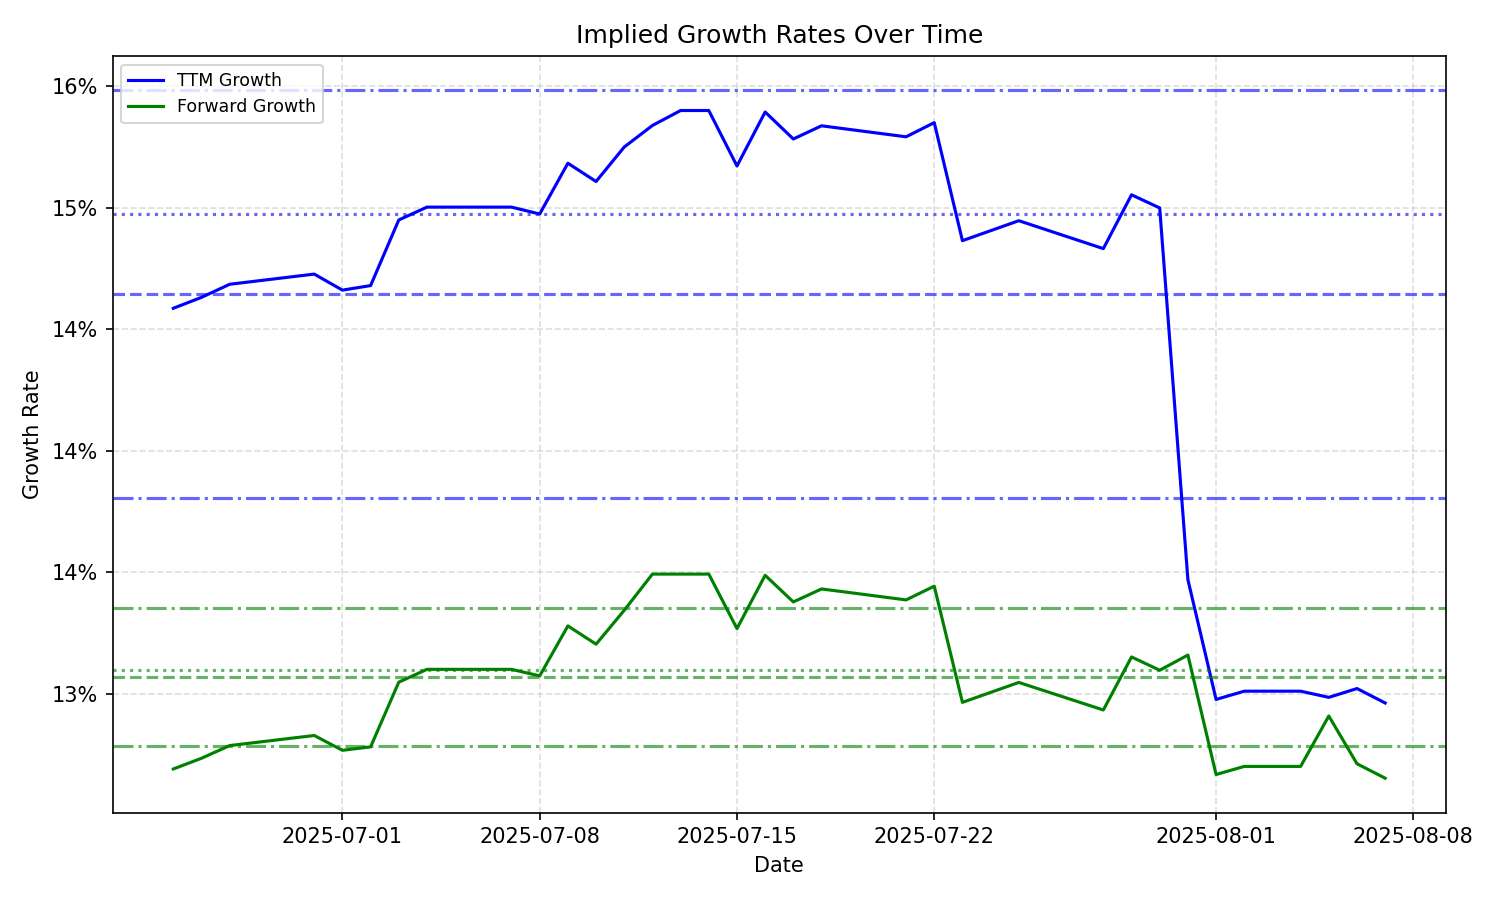 Implied Growth Rates Over Time
TTM Growth
Forward Growth
16%
15%
14%
14%
14%
13%
Growth Rate
2025-07-01
2025-07-08
2025-07-15
2025-07-22
2025-08-01
2025-08-08
Date